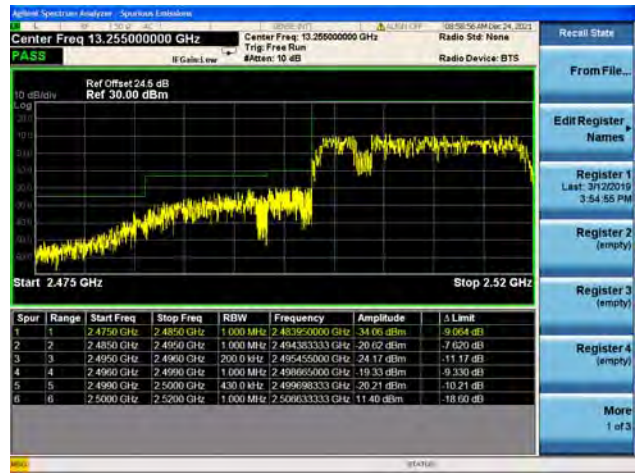 Agilent Spectrum Analyzer - Spurious Emissions
SENSE:INT
ALIGN OFF
08:58:56 AM Dec 24, 2021
Center Freq 13.255000000 GHz
Center Freq: 13.255000000 GHz
Radio Std: None
Trig: Free Run
PASS
IFGain:Low
#Atten: 10 dB
Radio Device: BTS
Ref Offset 24.5 dB
10 dB/div
Ref 30.00 dBm
Log
Start 2.475 GHz
Stop 2.52 GHz
Spur Range Start Freq Stop Freq RBW Frequency Amplitude Δ Limit
1 1 2.4750 GHz 2.4850 GHz 1.000 MHz 2.483950000 GHz -34.06 dBm -9.064 dB
2 2 2.4850 GHz 2.4950 GHz 1.000 MHz 2.494383333 GHz -20.62 dBm -7.620 dB
3 3 2.4950 GHz 2.4960 GHz 200.0 kHz 2.495455000 GHz -24.17 dBm -11.17 dB
4 4 2.4960 GHz 2.4990 GHz 1.000 MHz 2.498665000 GHz -19.33 dBm -9.330 dB
5 5 2.4990 GHz 2.5000 GHz 430.0 kHz 2.499698333 GHz -20.21 dBm -10.21 dB
6 6 2.5000 GHz 2.5200 GHz 1.000 MHz 2.506633333 GHz 11.40 dBm -18.60 dB
MSG
STATUS
Recall State
From File...
Edit Register
Names
Register 1
Last: 3/12/2019
3:54:55 PM
Register 2
(empty)
Register 3
(empty)
Register 4
(empty)
More
1 of 3